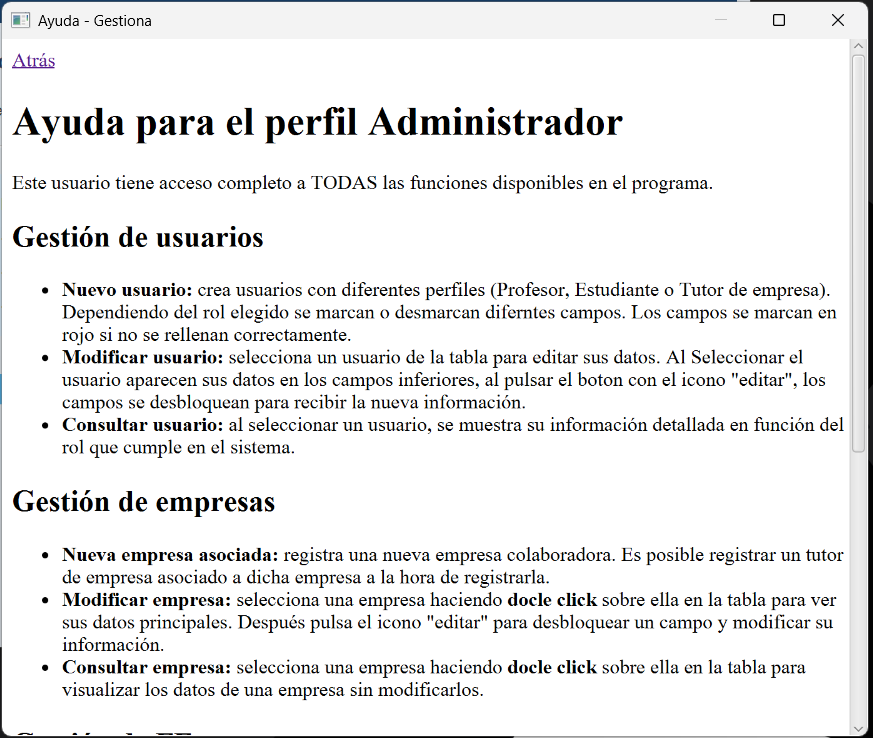 Ayuda - Gestiona
Atrás
Ayuda para el perfil Administrador
Este usuario tiene acceso completo a TODAS las funciones disponibles en el programa.
Gestión de usuarios
Nuevo usuario: crea usuarios con diferentes perfiles (Profesor, Estudiante o Tutor de empresa).
Dependiendo del rol elegido se marcan o desmarcan diferntes campos. Los campos se marcan en
rojo si no se rellenan correctamente.
Modificar usuario: selecciona un usuario de la tabla para editar sus datos. Al Seleccionar el
usuario aparecen sus datos en los campos inferiores, al pulsar el boton con el icono "editar", los
campos se desbloquean para recibir la nueva información.
Consultar usuario: al seleccionar un usuario, se muestra su información detallada en función del
rol que cumple en el sistema.
Gestión de empresas
Nueva empresa asociada: registra una nueva empresa colaboradora. Es posible registrar un tutor
de empresa asociado a dicha empresa a la hora de registrarla.
Modificar empresa: selecciona una empresa haciendo docle click sobre ella en la tabla para ver
sus datos principales. Después pulsa el icono "editar" para desbloquear un campo y modificar su
información.
Consultar empresa: selecciona una empresa haciendo docle click sobre ella en la tabla para
visualizar los datos de una empresa sin modificarlos.